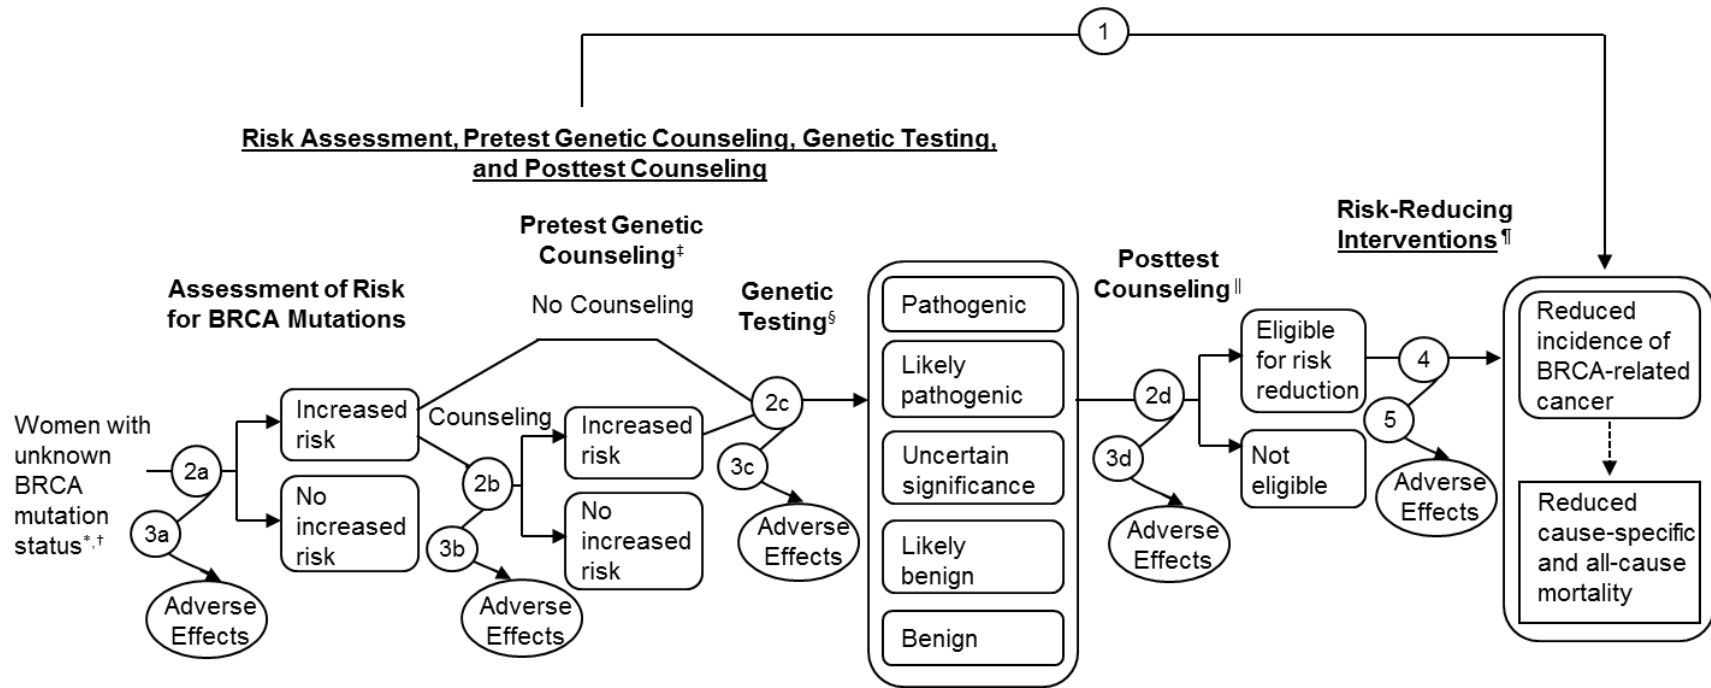 1
Risk Assessment, Pretest Genetic Counseling, Genetic Testing,
and Posttest Counseling
Assessment of Risk
for BRCA Mutations
Pretest Genetic
Counseling‡
No Counseling
Genetic
Testing§
Posttest
Counseling||
Risk-Reducing
Interventions¶
Women with
unknown
BRCA
mutation
status*,†
2a
3a
Adverse
Effects
Increased
risk
No
increased
risk
Counseling
2b
3b
Adverse
Effects
Increased
risk
No
increased
risk
2c
3c
Adverse
Effects
Pathogenic
Likely
pathogenic
Uncertain
significance
Likely
benign
Benign
2d
3d
Adverse
Effects
Eligible
for risk
reduction
Not
eligible
4
5
Adverse
Effects
Reduced
incidence of
BRCA-related
cancer
Reduced
cause-specific
and all-cause
mortality